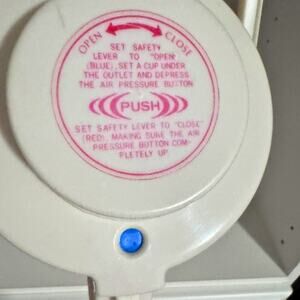 OPEN CLOSE
SET SAFETY
LEVER TO "OPEN"
(BLUE), SET A CUP UNDER
THE OUTLET AND DEPRESS
THE AIR PRESSURE BUTTON
PUSH
SET SAFETY LEVER TO "CLOSE"
(RED), MAKING SURE THE AIR
PRESSURE BUTTON COM-
PLETELY UP